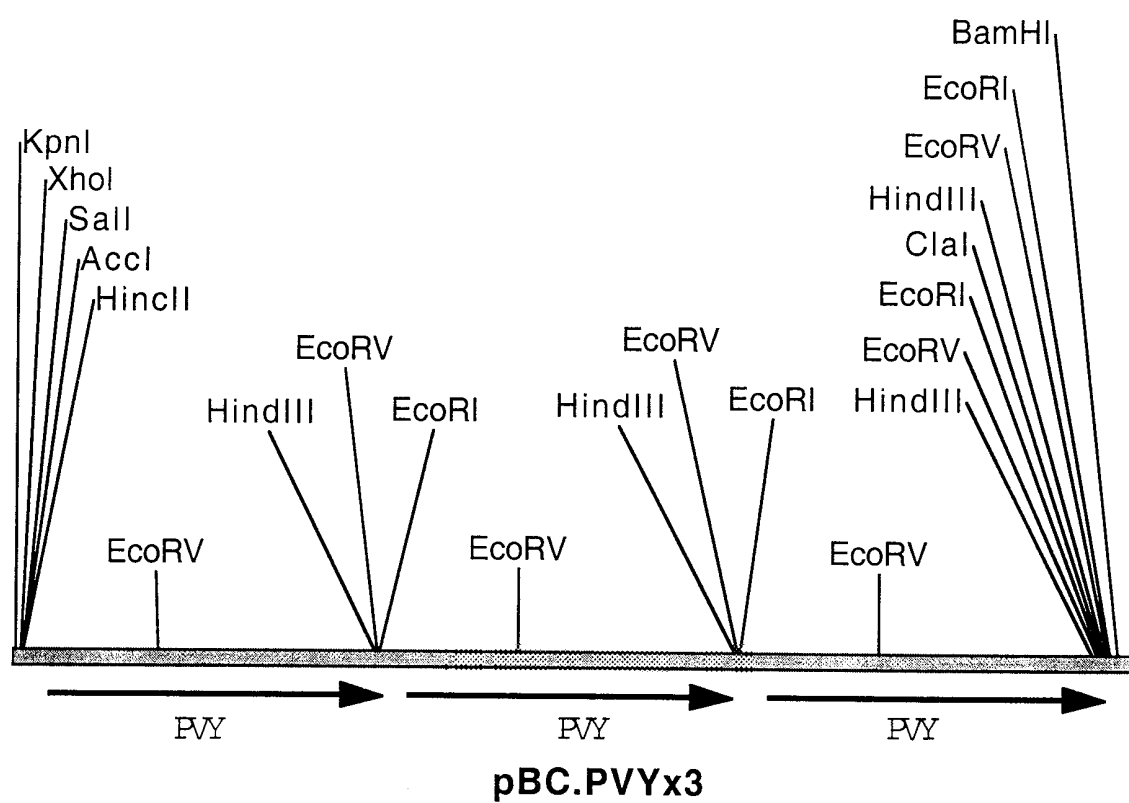 BamHI
EcoRI
KpnI
EcoRV
XhoI
HindIII
SalI
ClaI
AccI
EcoRI
HincII
EcoRV
EcoRV
EcoRV
HindIII
EcoRI
HindIII
EcoRI
HindIII
EcoRV
EcoRV
EcoRV
PVY
PVY
PVY
pBC.PVYx3